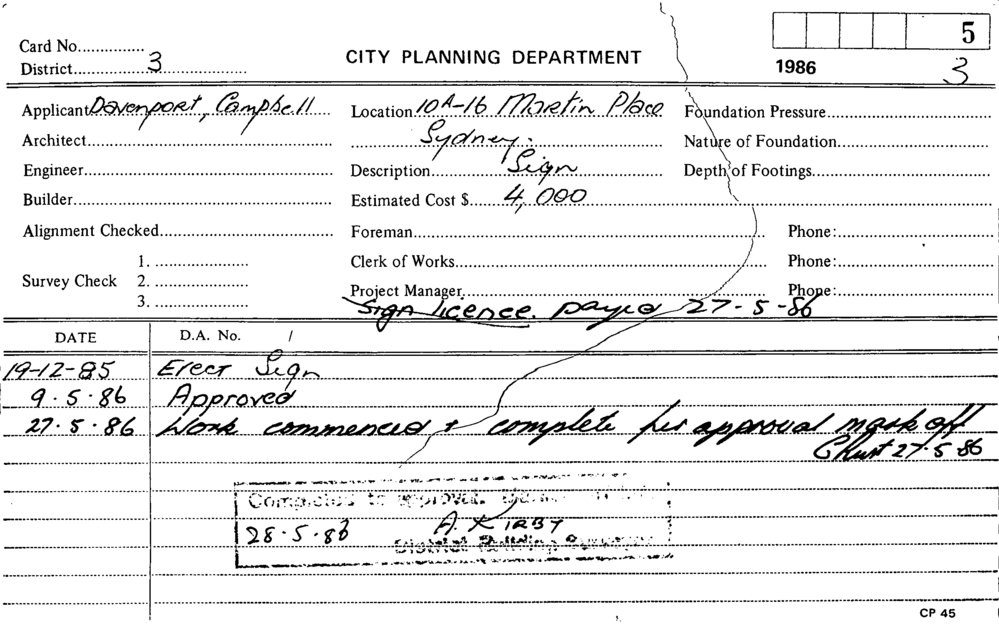 Card No............... 5
District 3 CITY PLANNING DEPARTMENT 1986 3
Applicant Davenport, Campbell Location 10A-16 Martin Place Foundation Pressure
Architect Sydney. Nature of Foundation
Engineer Description Sign Depth of Footings
Builder Estimated Cost $ 4,000
Alignment Checked Foreman Phone:
1. Clerk of Works Phone:
Survey Check 2.
3. Project Manager Phone:
Sign licence. payed 27-5-86
DATE D.A. No. /
19-12-85 Erect Sign
9.5.86 Approved
27.5.86 Work commenced + complete per approval mark off
27-5-86
Completed to approval.
28.5.86 A. KIRBY
District Building
CP 45